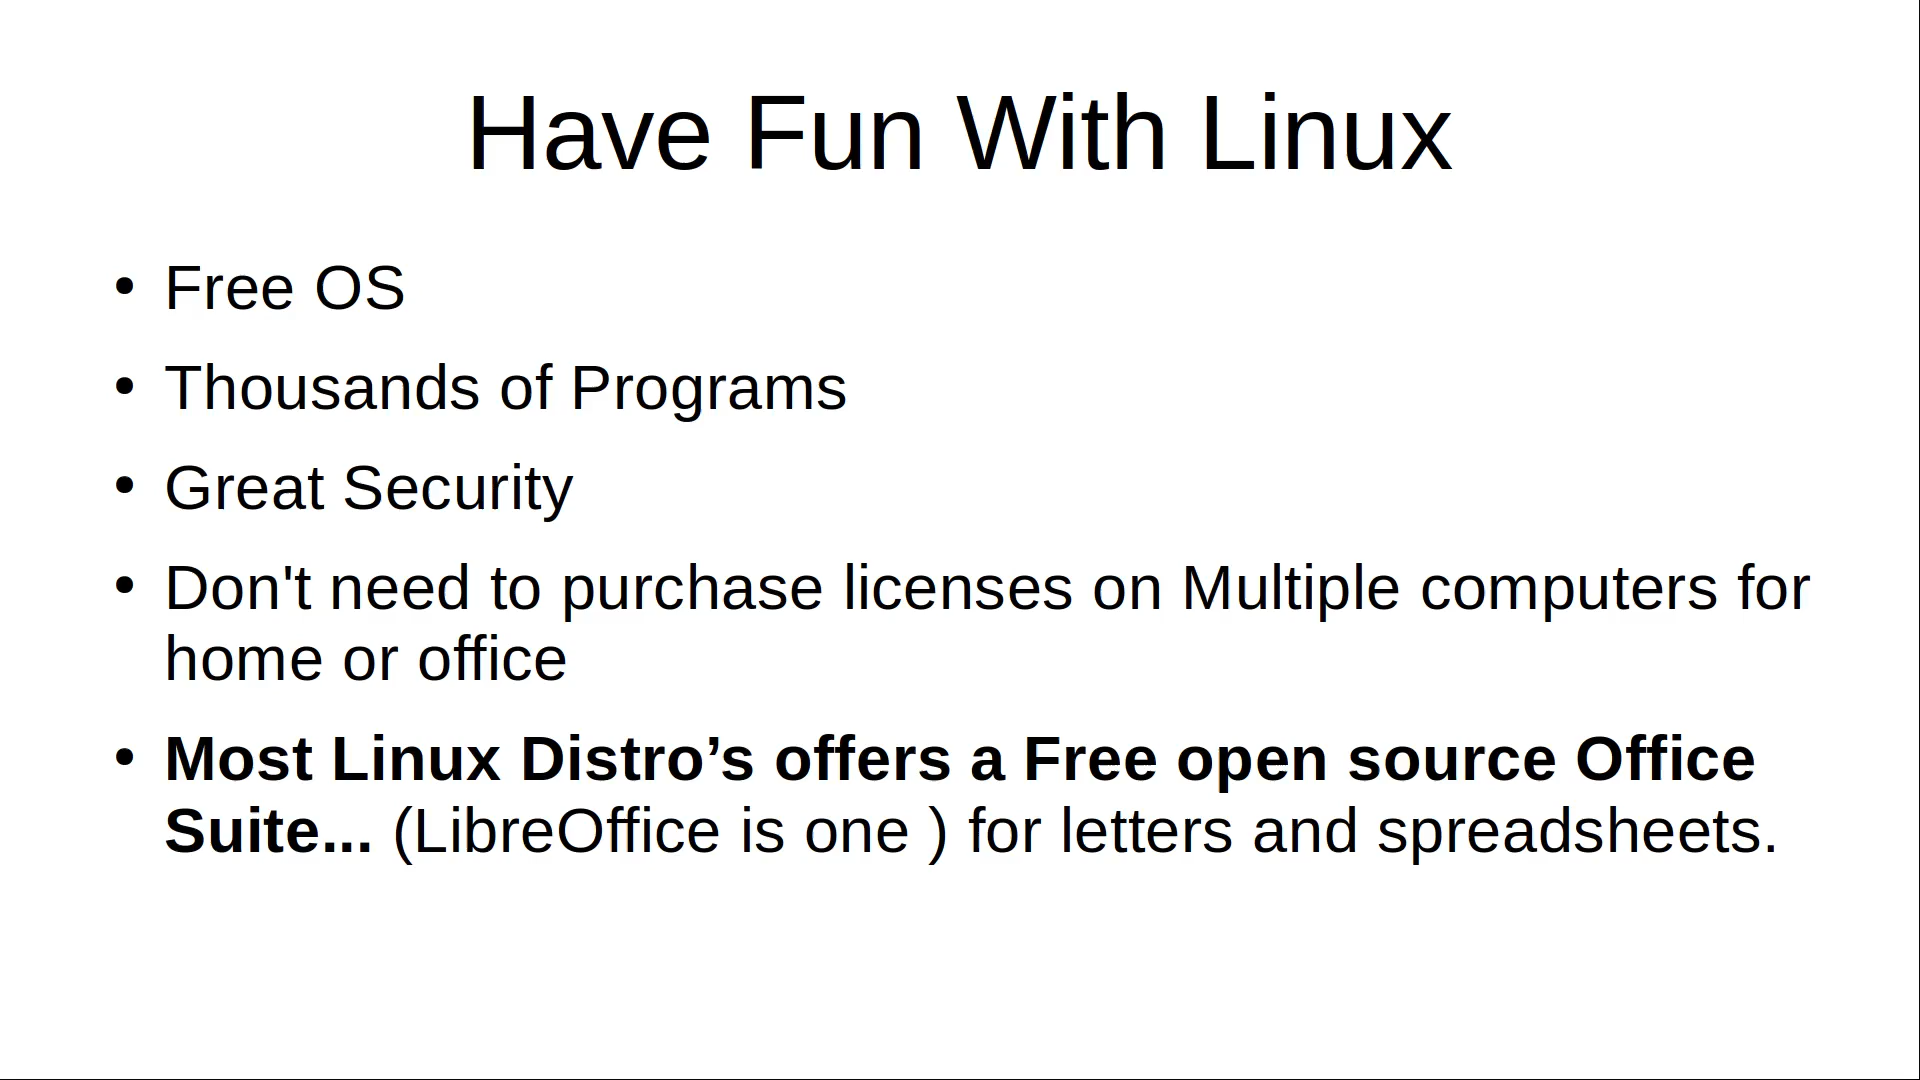 Have Fun With Linux
• Free OS
• Thousands of Programs
• Great Security
• Don't need to purchase licenses on Multiple computers for
home or office
• Most Linux Distro’s offers a Free open source Office
Suite... (LibreOffice is one ) for letters and spreadsheets.